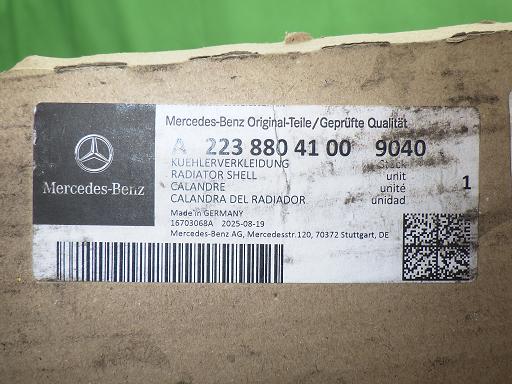 Mercedes-Benz Original-Teile/Geprüfte Qualität
A 223 880 41 00 9040
KUEHLERVERKLEIDUNG Stück
RADIATOR SHELL unit
CALANDRE unité 1
CALANDRA DEL RADIADOR unidad
Mercedes-Benz
Made in GERMANY
16703068A 2025-08-19
Mercedes-Benz AG, Mercedesstr.120, 70372 Stuttgart, DE